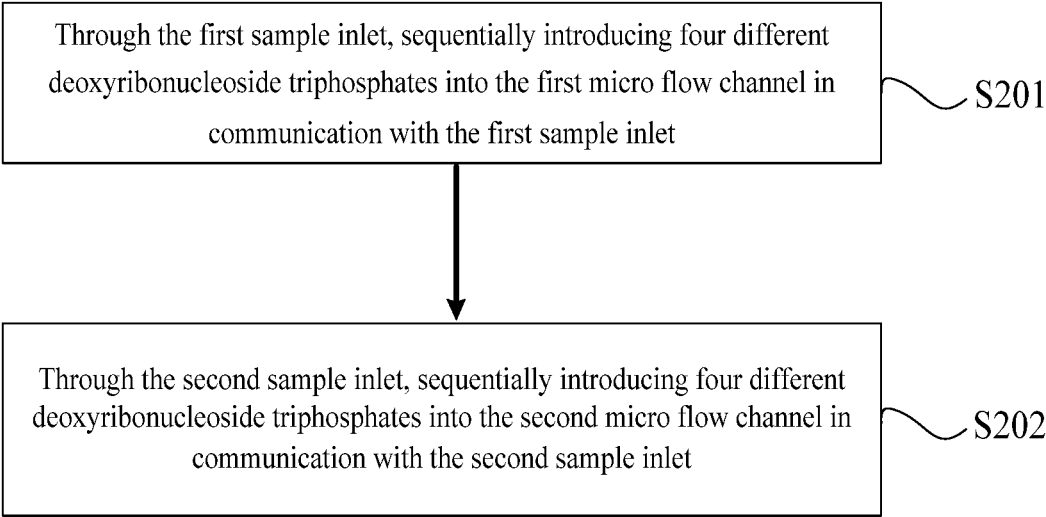 Through the first sample inlet, sequentially introducing four different
deoxyribonucleoside triphosphates into the first micro flow channel in
communication with the first sample inlet
S201
Through the second sample inlet, sequentially introducing four different
deoxyribonucleoside triphosphates into the second micro flow channel in
communication with the second sample inlet
S202